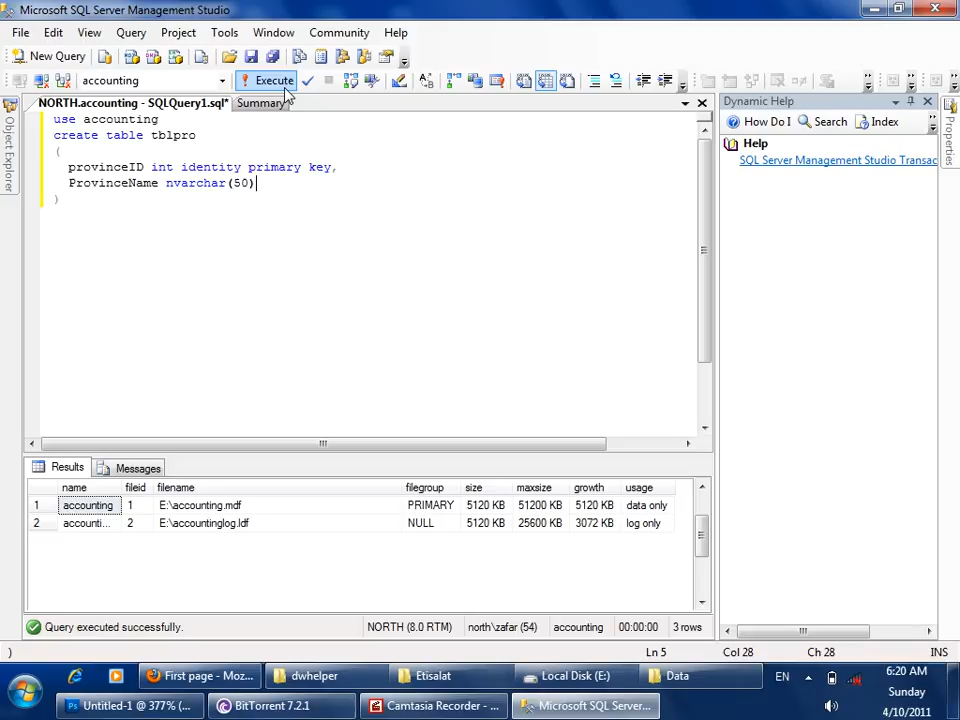 Microsoft SQL Server Management Studio
File Edit View Query Project Tools Window Community Help
New Query
accounting Execute
NORTH.accounting - SQLQuery1.sql* Summary
use accounting
create table tblpro
(
provinceID int identity primary key,
ProvinceName nvarchar(50)
)
Dynamic Help
How Do I Search Index
Help
SQL Server Management Studio Transac
Object Explorer
Properties
Results Messages
name fileid filename filegroup size maxsize growth usage
1 accounting 1 E:\accounting.mdf PRIMARY 5120 KB 51200 KB 5120 KB data only
2 accounti... 2 E:\accountinglog.ldf NULL 5120 KB 25600 KB 3072 KB log only
Query executed successfully. NORTH (8.0 RTM) north\zafar (54) accounting 00:00:00 3 rows
) Ln 5 Col 28 Ch 28 INS
First page - Moz... dwhelper Etisalat Local Disk (E:) Data EN 6:20 AM
Sunday
Untitled-1 @ 377% (... BitTorrent 7.2.1 Camtasia Recorder - ... Microsoft SQL Server... 4/10/2011